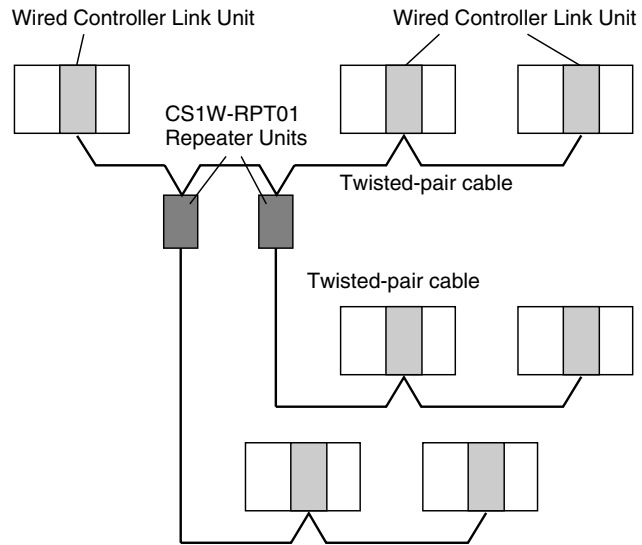 Wired Controller Link Unit
Wired Controller Link Unit
CS1W-RPT01
Repeater Units
Twisted-pair cable
Twisted-pair cable